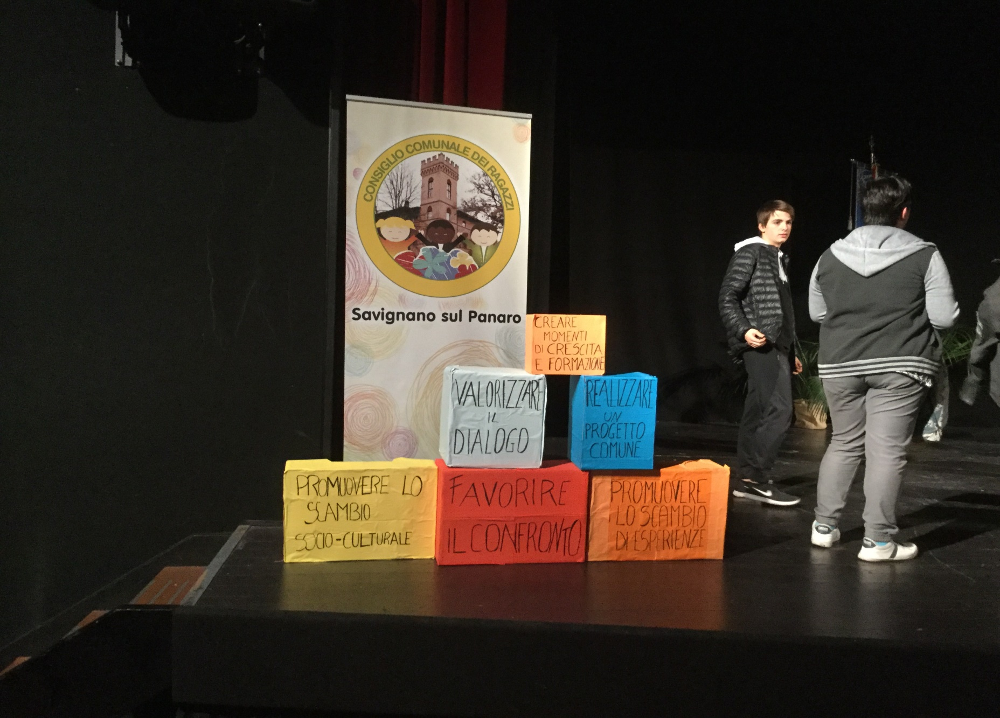 CONSIGLIO COMUNALE DEI RAGAZZI
Savignano sul Panaro
CREARE
MOMENTI
DI CRESCITA
E FORMAZIONE
VALORIZZARE
IL
DIALOGO
REALIZZARE
UN
PROGETTO
COMUNE
PROMUOVERE LO
SCAMBIO
SOCIO-CULTURALE
FAVORIRE
IL CONFRONTO
PROMUOVERE
LO SCAMBIO
DI ESPERIENZE